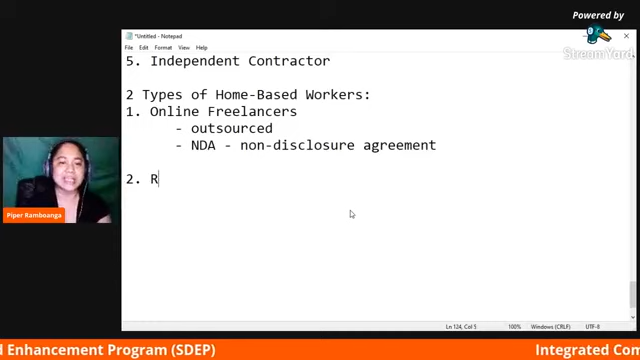 Powered by
StreamYard
*Untitled - Notepad
File Edit Format View Help
5. Independent Contractor
2 Types of Home-Based Workers:
1. Online Freelancers
- outsourced
- NDA - non-disclosure agreement
2. R
Piper Ramboanga
Ln 124, Col 5 100% Windows (CRLF) UTF-8
d Enhancement Program (SDEP) Integrated Com